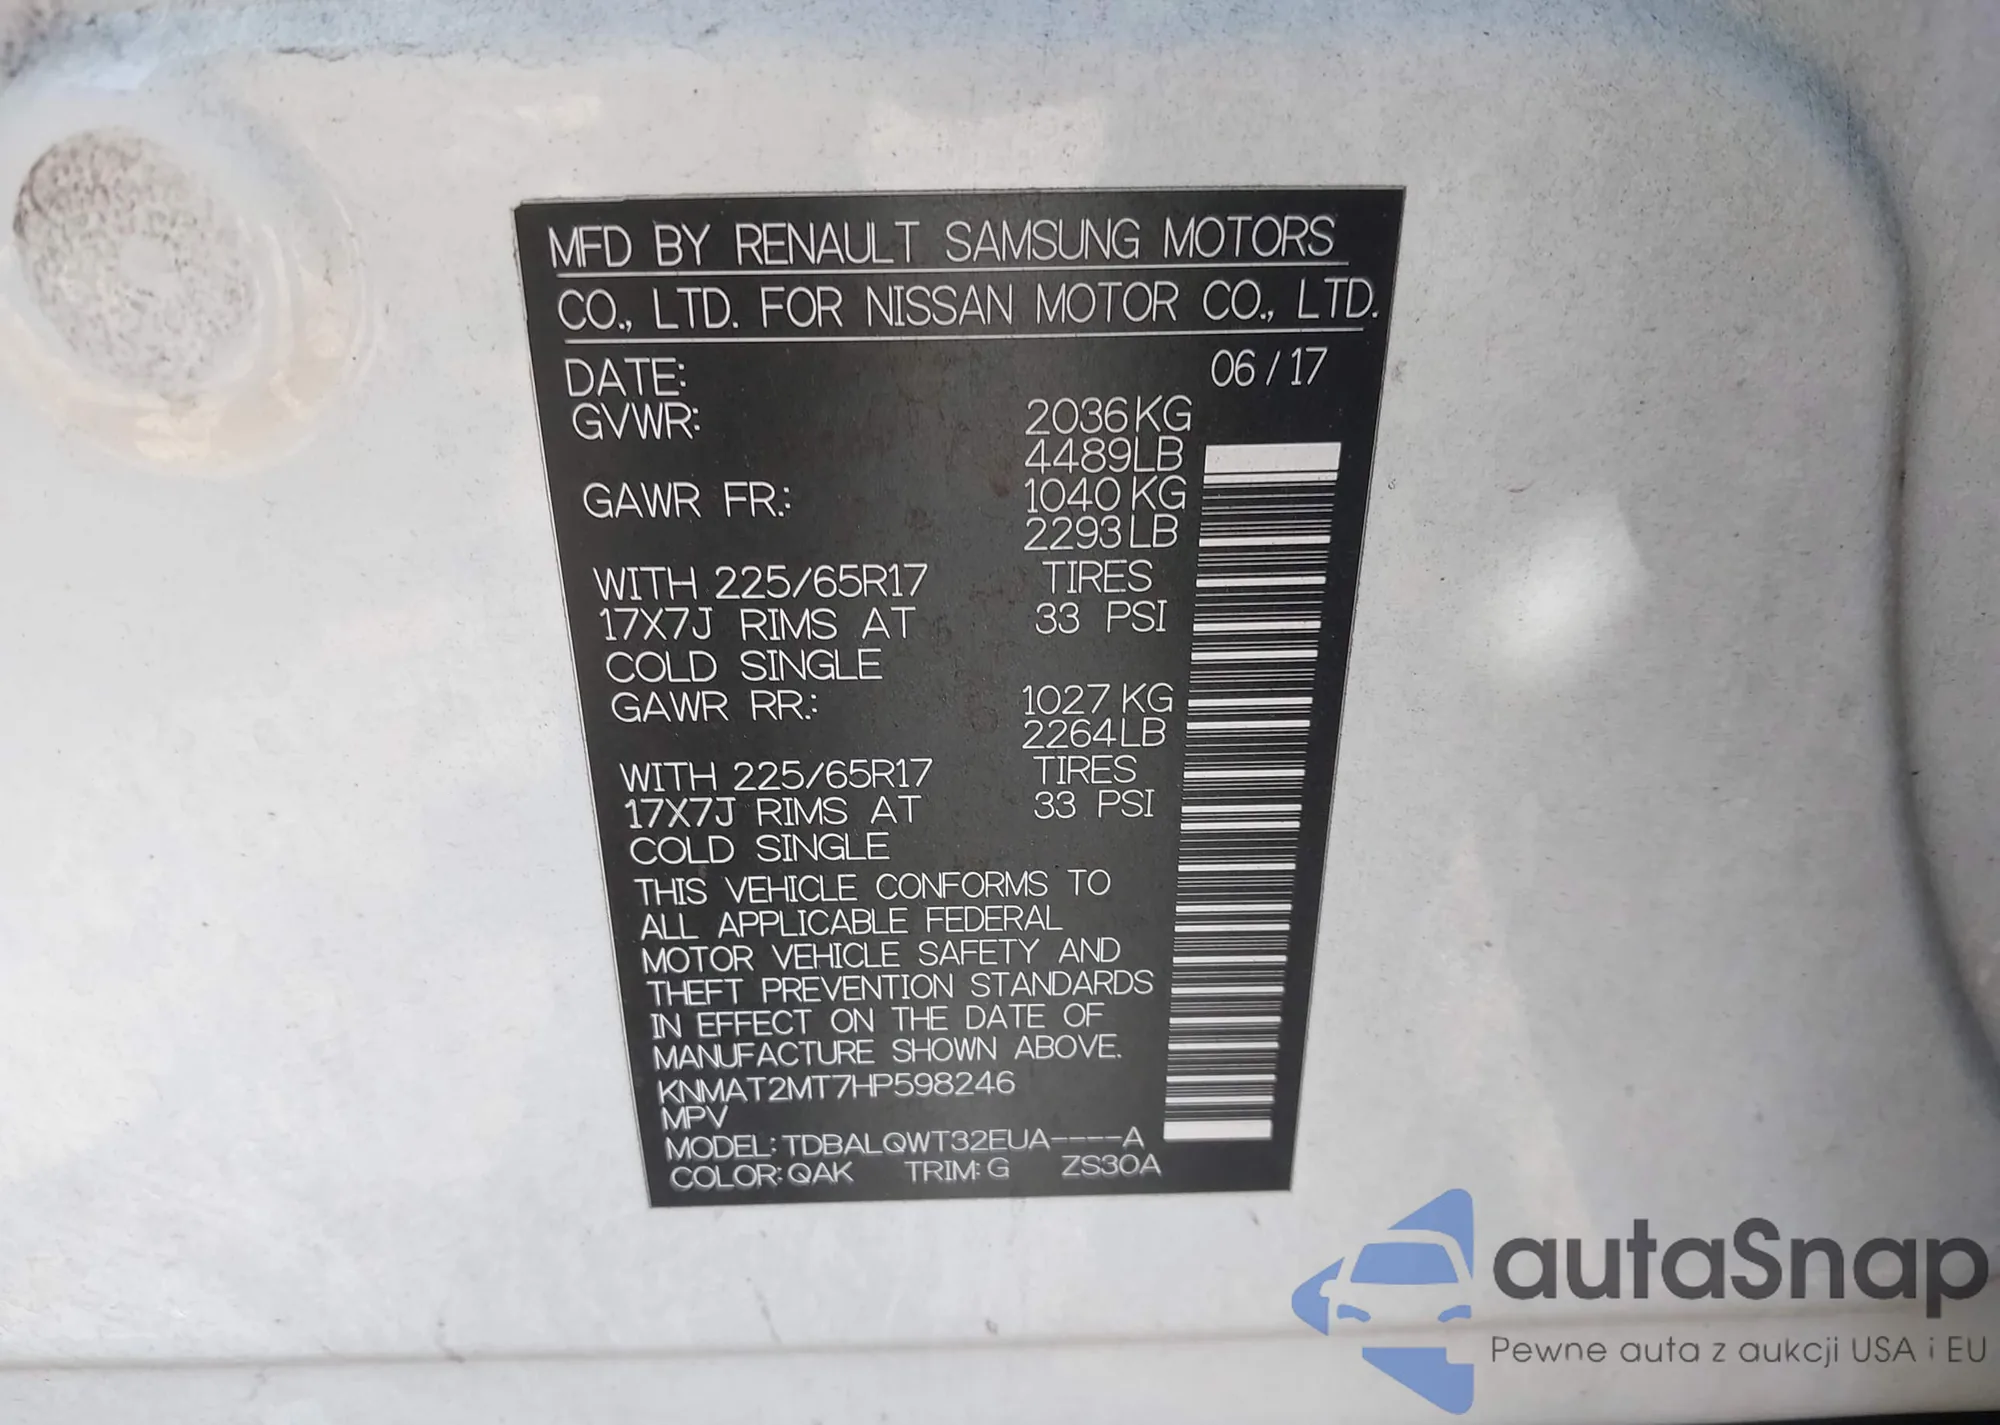 MFD BY RENAULT SAMSUNG MOTORS
CO., LTD. FOR NISSAN MOTOR CO., LTD.
DATE: 06 / 17
GVWR: 2036 KG
4489 LB
GAWR FR.: 1040 KG
2293 LB
WITH 225/65R17 TIRES
17X7J RIMS AT 33 PSI
COLD SINGLE
GAWR RR.: 1027 KG
2264 LB
WITH 225/65R17 TIRES
17X7J RIMS AT 33 PSI
COLD SINGLE
THIS VEHICLE CONFORMS TO
ALL APPLICABLE FEDERAL
MOTOR VEHICLE SAFETY AND
THEFT PREVENTION STANDARDS
IN EFFECT ON THE DATE OF
MANUFACTURE SHOWN ABOVE.
KNMAT2MT7HP598246
MPV
MODEL: TDBALQWT32EUA----A
COLOR: QAK TRIM: G ZS30A
autaSnap
Pewne auta z aukcji USA i EU